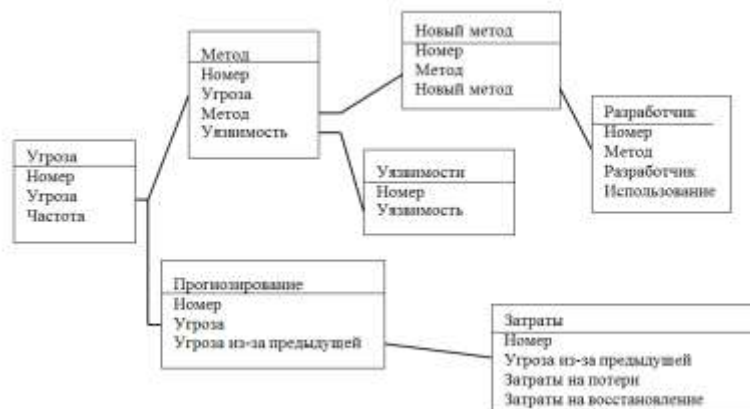 Новый метод
Номер
Метод
Новый метод
Метод
Номер
Угроза
Метод
Уязвимость
Разработчик
Номер
Метод
Разработчик
Использование
Угроза
Номер
Угроза
Частота
Уязвимости
Номер
Уязвимость
Прогнозирование
Номер
Угроза
Угроза из-за предыдущей
Затраты
Номер
Угроза из-за предыдущей
Затраты на потери
Затраты на восстановление